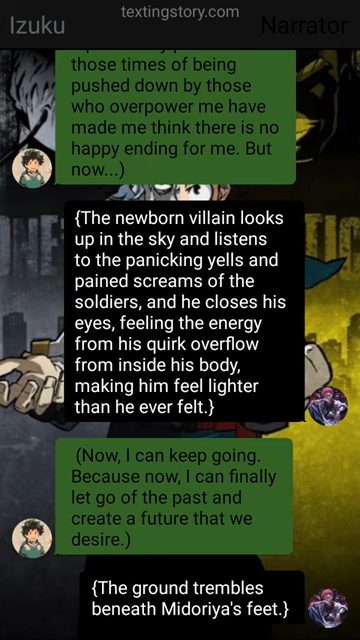 textingstory.com
Izuku
Narrator
those times of being
pushed down by those
who overpower me have
made me think there is no
happy ending for me. But
now...)
{The newborn villain looks
up in the sky and listens
to the panicking yells and
pained screams of the
soldiers, and he closes his
eyes, feeling the energy
from his quirk overflow
from inside his body,
making him feel lighter
than he ever felt.}
(Now, I can keep going.
Because now, I can finally
let go of the past and
create a future that we
desire.)
{The ground trembles
beneath Midoriya's feet.}